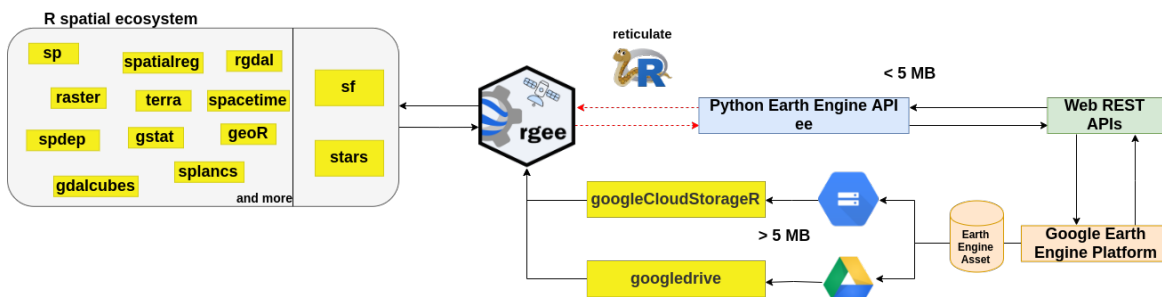 R spatial ecosystem
sp
spatialreg
rgdal
raster
terra
spacetime
spdep
gstat
geoR
splancs
gdalcubes
and more
sf
stars
rgee
reticulate
R
Python Earth Engine API
ee
< 5 MB
Web REST
APIs
googleCloudStorageR
> 5 MB
googledrive
Earth
Engine
Asset
Google Earth
Engine Platform